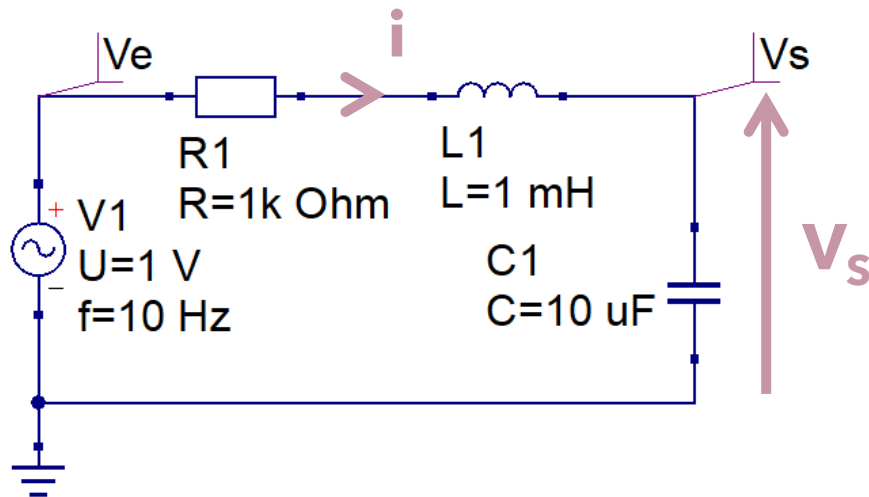 i
Ve
Vs
R1
R=1k Ohm
L1
L=1 mH
+
V1
U=1 V
f=10 Hz
–
C1
C=10 uF
vs